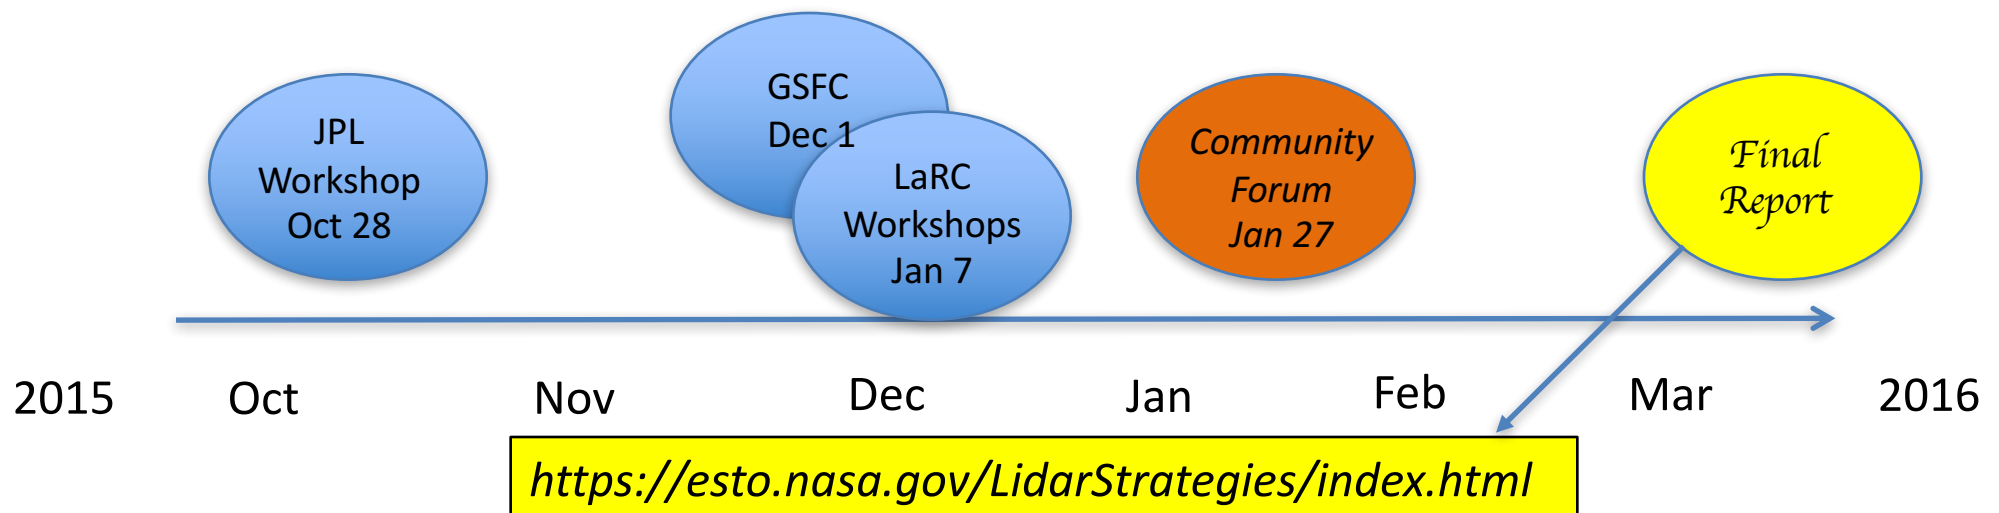 JPL
Workshop
Oct 28
GSFC
Dec 1
LaRC
Workshops
Jan 7
Community
Forum
Jan 27
Final
Report
2015 Oct Nov Dec Jan Feb Mar 2016
https://esto.nasa.gov/LidarStrategies/index.html